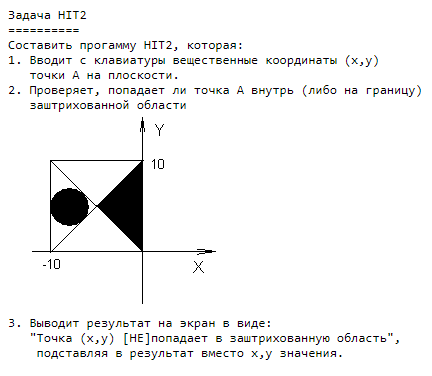 Задача HIT2
==========
Составить прогамму HIT2, которая:
1. Вводит с клавиатуры вещественные координаты (x,y)
точки A на плоскости.
2. Проверяет, попадает ли точка A внутрь (либо на границу)
заштрихованной области
Y
10
-10
X
3. Выводит результат на экран в виде:
"Точка (x,y) [НЕ]попадает в заштрихованную область",
подставляя в результат вместо x,y значения.